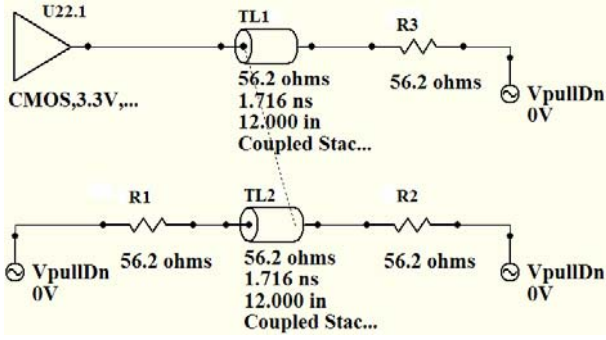 U22.1
TL1
R3
CMOS,3.3V,...
56.2 ohms
1.716 ns
12.000 in
Coupled Stac...
56.2 ohms
VpullDn
0V
R1
TL2
R2
VpullDn
0V
56.2 ohms
56.2 ohms
1.716 ns
12.000 in
Coupled Stac...
56.2 ohms
VpullDn
0V